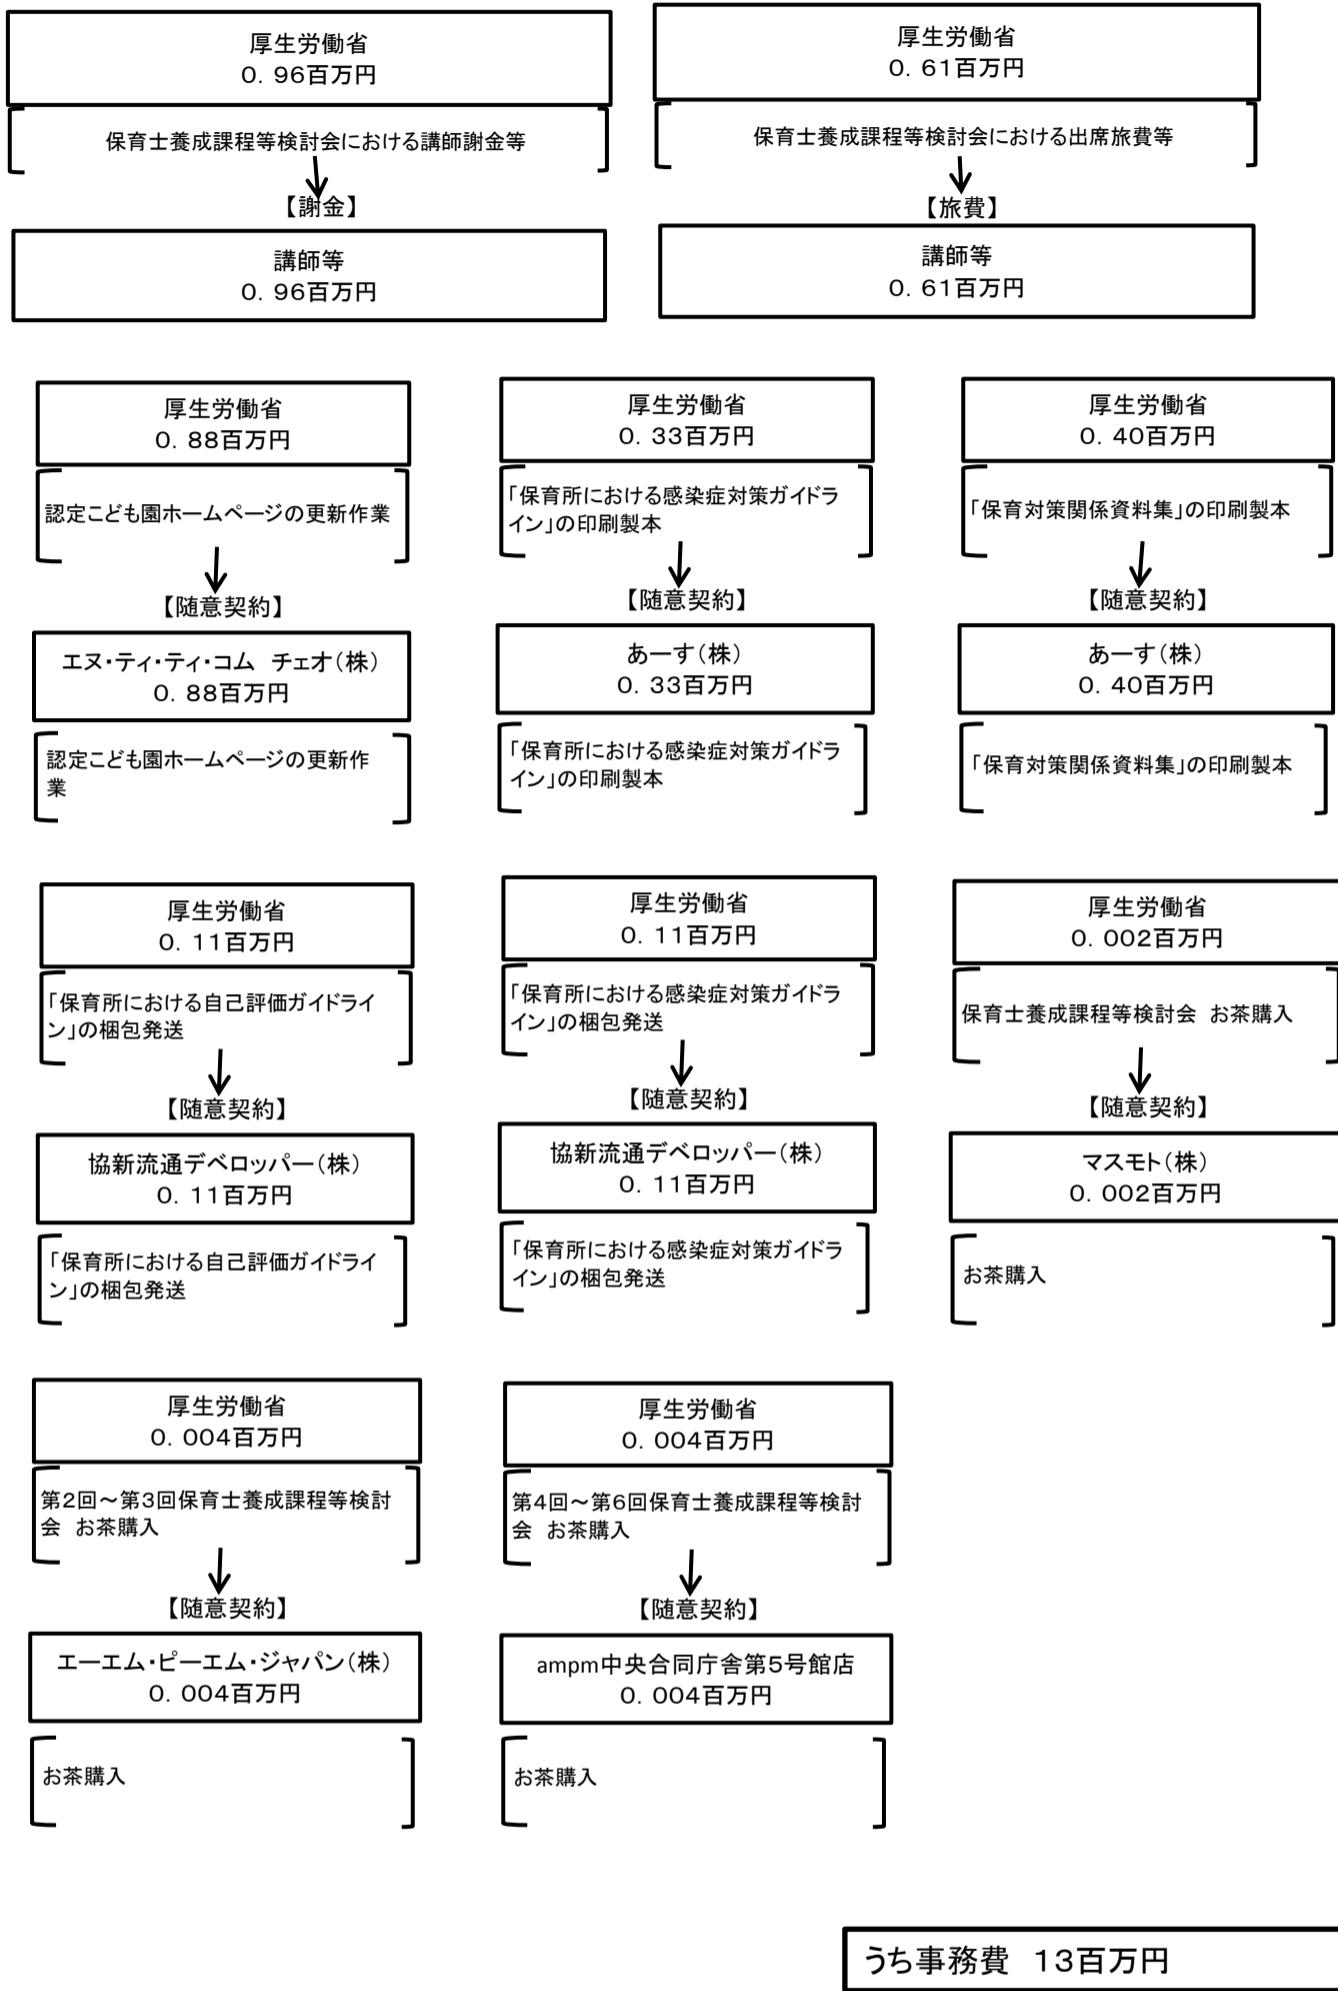 厚生労働省
０．９６百万円
保育士養成課程等検討会における講師謝金等
【謝金】
講師等
０．９６百万円
厚生労働省
０．６１百万円
保育士養成課程等検討会における出席旅費等
【旅費】
講師等
０．６１百万円
厚生労働省
０．８８百万円
認定こども園ホームページの更新作業
【随意契約】
エヌ・ティ・ティ・コム　チェオ（株）
０．８８百万円
認定こども園ホームページの更新作
業
厚生労働省
０．３３百万円
「保育所における感染症対策ガイドラ
イン」の印刷製本
【随意契約】
あーす（株）
０．３３百万円
「保育所における感染症対策ガイドラ
イン」の印刷製本
厚生労働省
０．４０百万円
「保育対策関係資料集」の印刷製本
【随意契約】
あーす（株）
０．４０百万円
「保育対策関係資料集」の印刷製本
厚生労働省
０．１１百万円
「保育所における自己評価ガイドライ
ン」の梱包発送
【随意契約】
協新流通デベロッパー（株）
０．１１百万円
「保育所における自己評価ガイドライ
ン」の梱包発送
厚生労働省
０．１１百万円
「保育所における感染症対策ガイドラ
イン」の梱包発送
【随意契約】
協新流通デベロッパー（株）
０．１１百万円
「保育所における感染症対策ガイドラ
イン」の梱包発送
厚生労働省
０．００２百万円
保育士養成課程等検討会　お茶購入
【随意契約】
マスモト（株）
０．００２百万円
お茶購入
厚生労働省
０．００４百万円
第２回～第３回保育士養成課程等検討
会　お茶購入
【随意契約】
エーエム・ピーエム・ジャパン（株）
０．００４百万円
お茶購入
厚生労働省
０．００４百万円
第４回～第６回保育士養成課程等検討
会　お茶購入
【随意契約】
ampm中央合同庁舎第５号館店
０．００４百万円
お茶購入
うち事務費　１３百万円